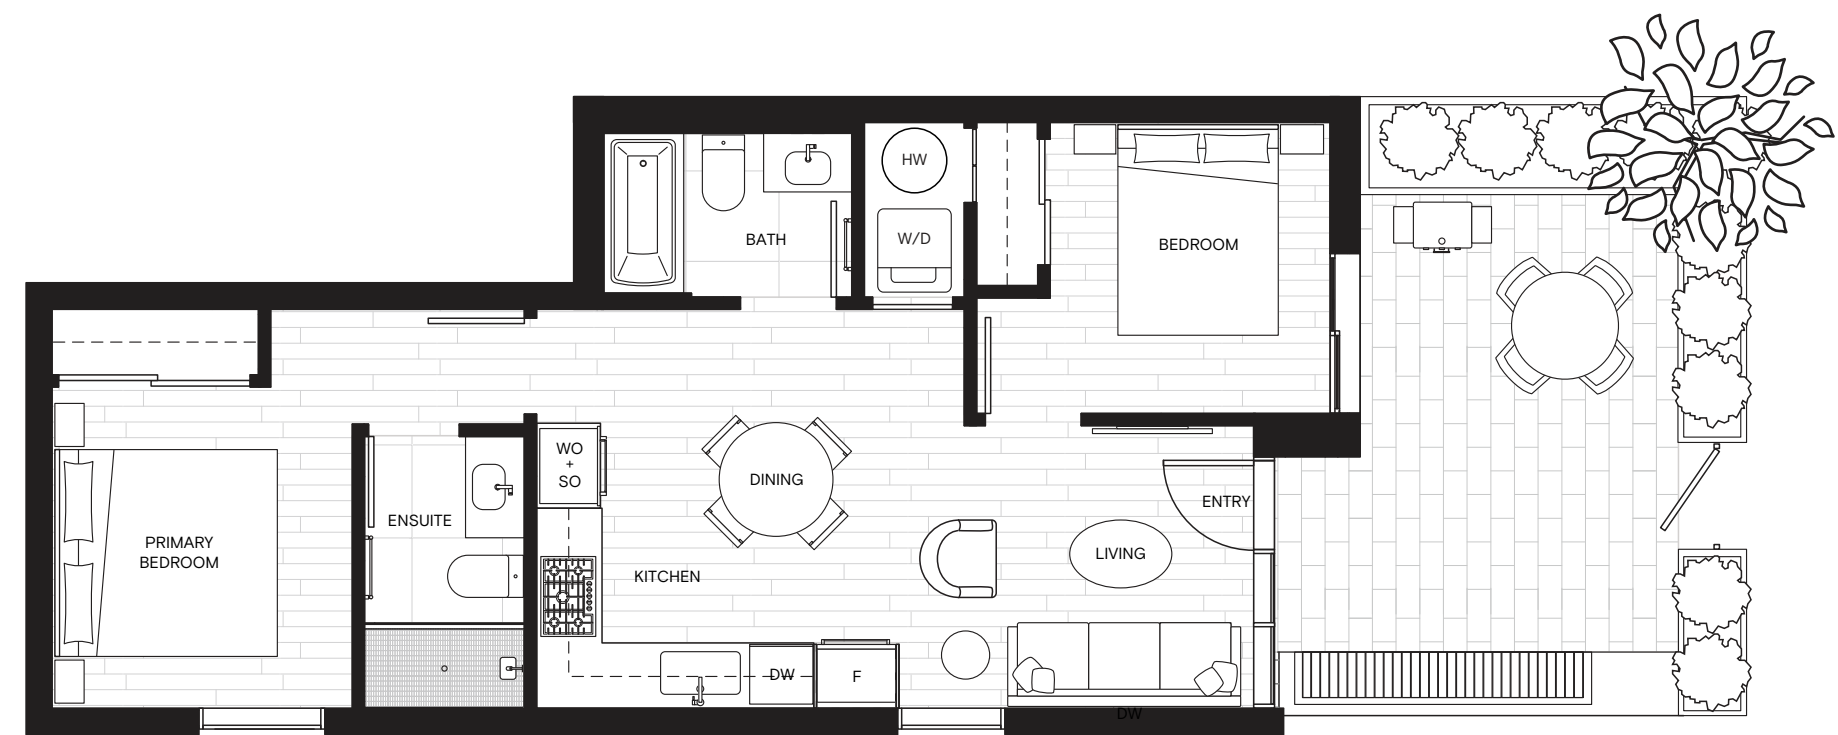 HW
W/D
BATH
BEDROOM
WO
+
SO
DINING
ENTRY
ENSUITE
PRIMARY
BEDROOM
LIVING
KITCHEN
DW
F
DW